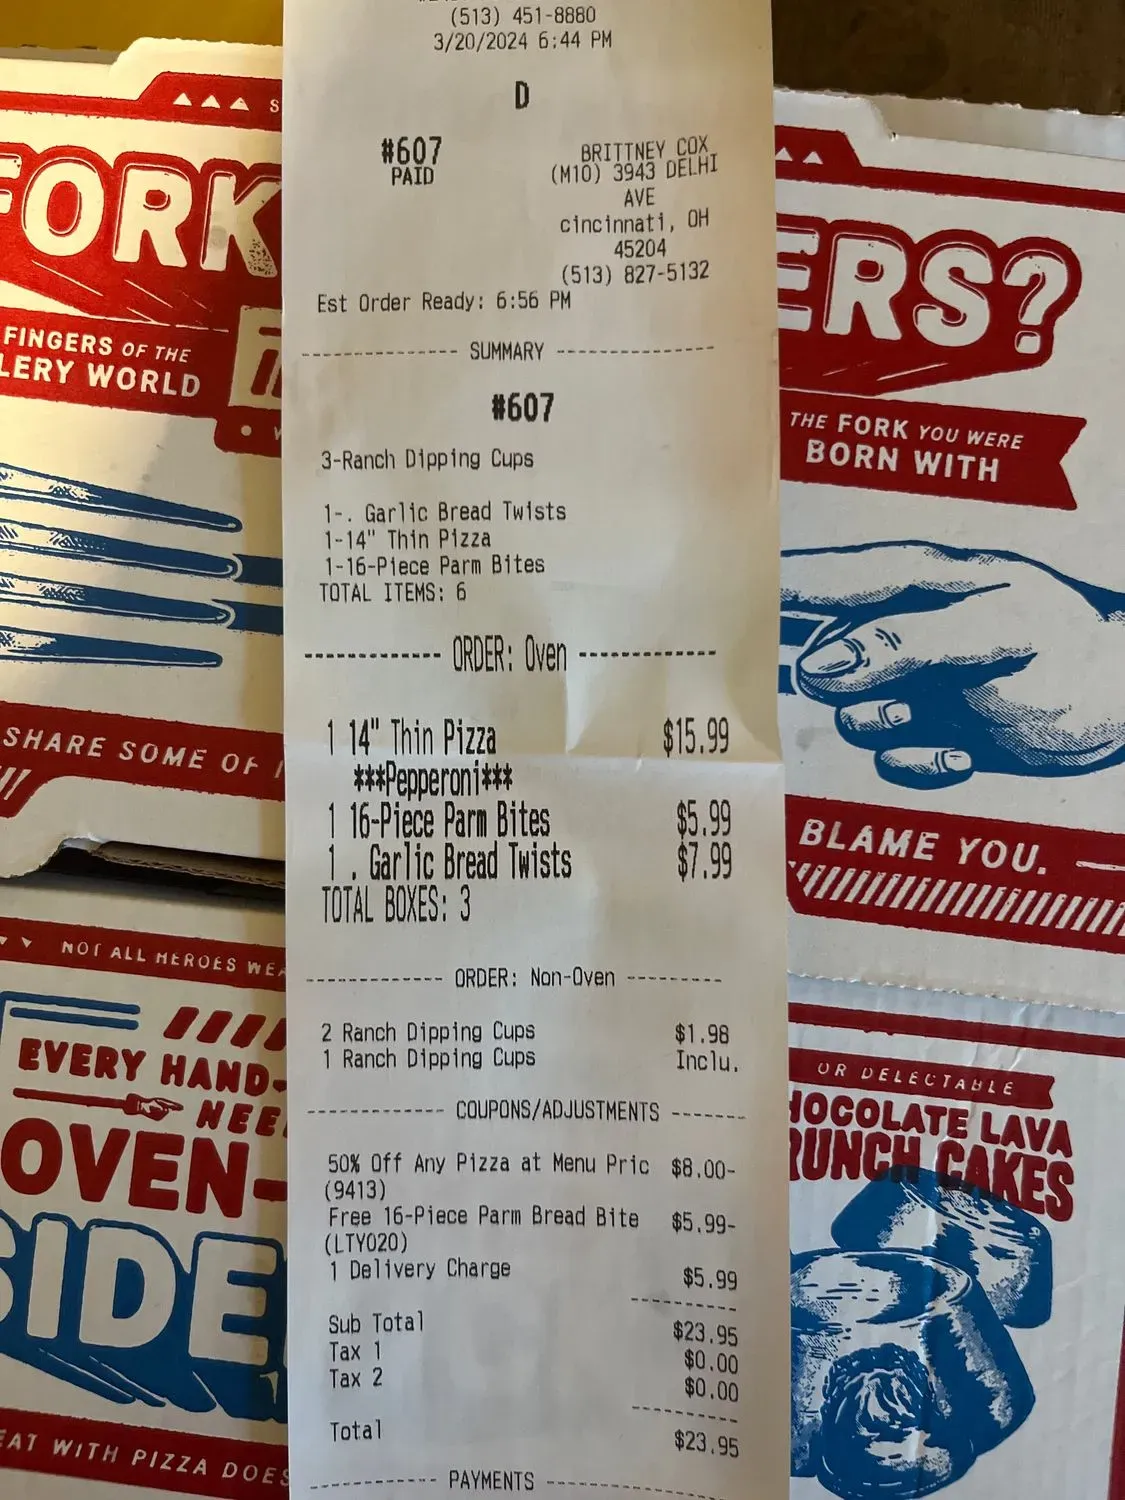 (513) 451-8880
3/20/2024 6:44 PM
D
#607
PAID
BRITTNEY COX
(M10) 3943 DELHI
AVE
cincinnati, OH
45204
(513) 827-5132
Est Order Ready: 6:56 PM
------------ SUMMARY ------------
#607
3-Ranch Dipping Cups
1-. Garlic Bread Twists
1-14" Thin Pizza
1-16-Piece Parm Bites
TOTAL ITEMS: 6
------------ ORDER: Oven ------------
1 14" Thin Pizza $15.99
***Pepperoni***
1 16-Piece Parm Bites $5.99
1 . Garlic Bread Twists $7.99
TOTAL BOXES: 3
------------ ORDER: Non-Oven ---------
2 Ranch Dipping Cups $1.98
1 Ranch Dipping Cups Inclu.
------------ COUPONS/ADJUSTMENTS -------
50% Off Any Pizza at Menu Pric $8.00-
(9413)
Free 16-Piece Parm Bread Bite $5.99-
(LTY020)
1 Delivery Charge $5.99
------------
Sub Total $23.95
Tax 1 $0.00
Tax 2 $0.00
------------
Total $23.95
---------- PAYMENTS ----------------
FORK
FINGERS OF THE
LERY WORLD
SHARE SOME OF
NOT ALL HEROES WEA
EVERY HAND-
NEE
OVEN-
SIDE
EAT WITH PIZZA DOES
ERS?
THE FORK YOU WERE
BORN WITH
BLAME YOU.
OR DELECTABLE
HOCOLATE LAVA
RUNCH CAKES